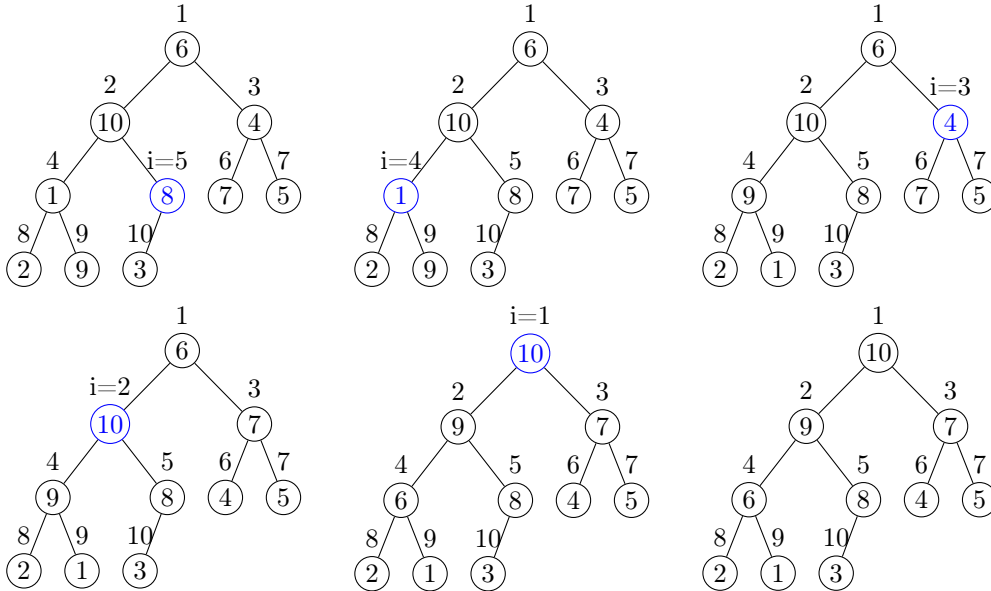 1 1 1
6 6 6
2 3 2 3 2 i=3
10 4 10 4 10 4
4 i=5 6 7 i=4 5 6 7 4 5 6 7
1 8 7 5 1 8 7 5 9 8 7 5
8 9 10 8 9 10 8 9 10
2 9 3 2 9 3 2 1 3
1 i=1 1
6 10 10
i=2 3 2 3 2 3
10 7 9 7 9 7
4 5 6 7 4 5 6 7 4 5 6 7
9 8 4 5 6 8 4 5 6 8 4 5
8 9 10 8 9 10 8 9 10
2 1 3 2 1 3 2 1 3